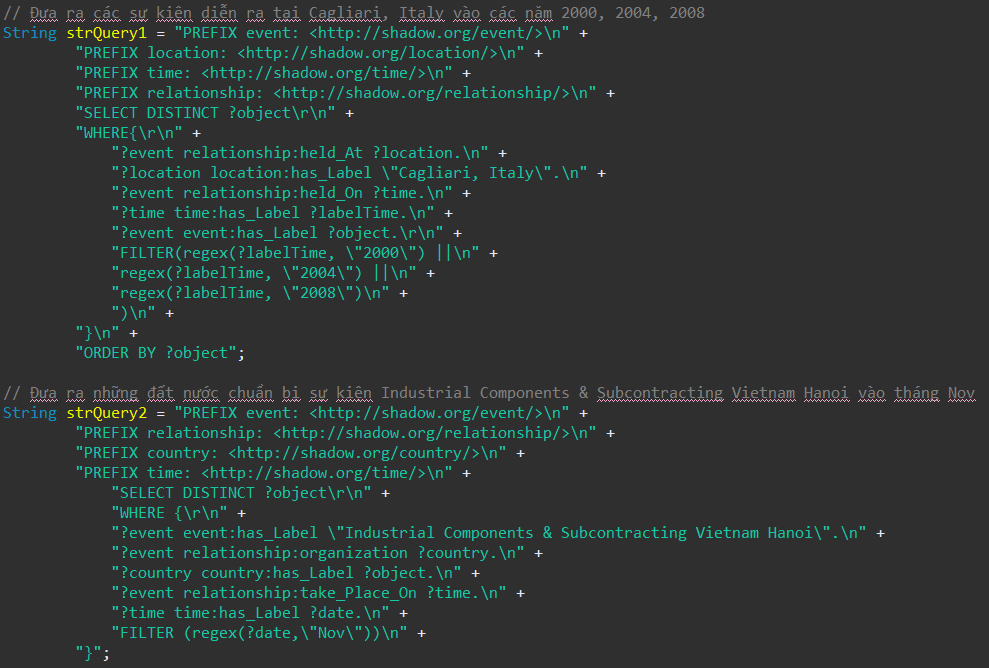 // Đưa ra các sự kiện diễn ra tại Cagliari, Italy vào các năm 2000, 2004, 2008
String strQuery1 = "PREFIX event: <http://shadow.org/event/>\n" +
"PREFIX location: <http://shadow.org/location/>\n" +
"PREFIX time: <http://shadow.org/time/>\n" +
"PREFIX relationship: <http://shadow.org/relationship/>\n" +
"SELECT DISTINCT ?object\r\n" +
"WHERE{\r\n" +
"?event relationship:held_At ?location.\n" +
"?location location:has_Label \"Cagliari, Italy\".\n" +
"?event relationship:held_On ?time.\n" +
"?time time:has_Label ?labelTime.\n" +
"?event event:has_Label ?object.\r\n" +
"FILTER(regex(?labelTime, \"2000\") ||\n" +
"regex(?labelTime, \"2004\") ||\n" +
"regex(?labelTime, \"2008\")\n" +
")\n" +
"}\n" +
"ORDER BY ?object";
// Đưa ra những đất nước chuẩn bị sự kiện Industrial Components & Subcontracting Vietnam Hanoi vào tháng Nov
String strQuery2 = "PREFIX event: <http://shadow.org/event/>\n" +
"PREFIX relationship: <http://shadow.org/relationship/>\n" +
"PREFIX country: <http://shadow.org/country/>\n" +
"PREFIX time: <http://shadow.org/time/>\n" +
"SELECT DISTINCT ?object\r\n" +
"WHERE {\r\n" +
"?event event:has_Label \"Industrial Components & Subcontracting Vietnam Hanoi\".\n" +
"?event relationship:organization ?country.\n" +
"?country country:has_Label ?object.\n" +
"?event relationship:take_Place_On ?time.\n" +
"?time time:has_Label ?date.\n" +
"FILTER (regex(?date,\"Nov\"))\n" +
"}";